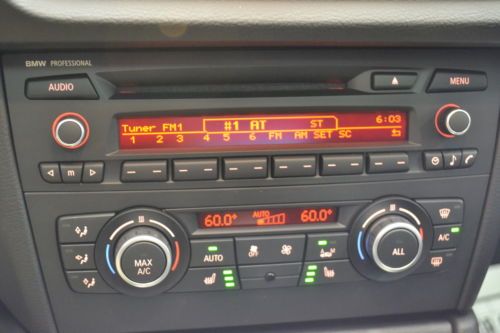 BMW PROFESSIONAL
AUDIO
MENU
Tuner FM1 #1 AT ST 6:03
1 2 3 4 5 6 FM AM SET SC
m
60.0° AUTO 60.0°
MAX A/C
AUTO
OFF
ALL
A/C